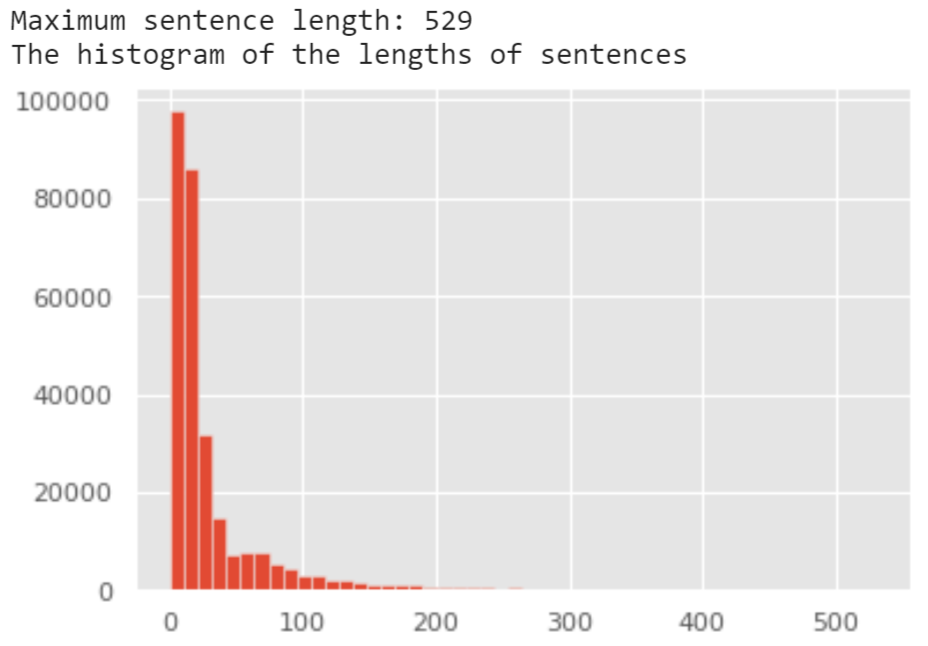 Maximum sentence length: 529
The histogram of the lengths of sentences
100000
80000
60000
40000
20000
0
0 100 200 300 400 500